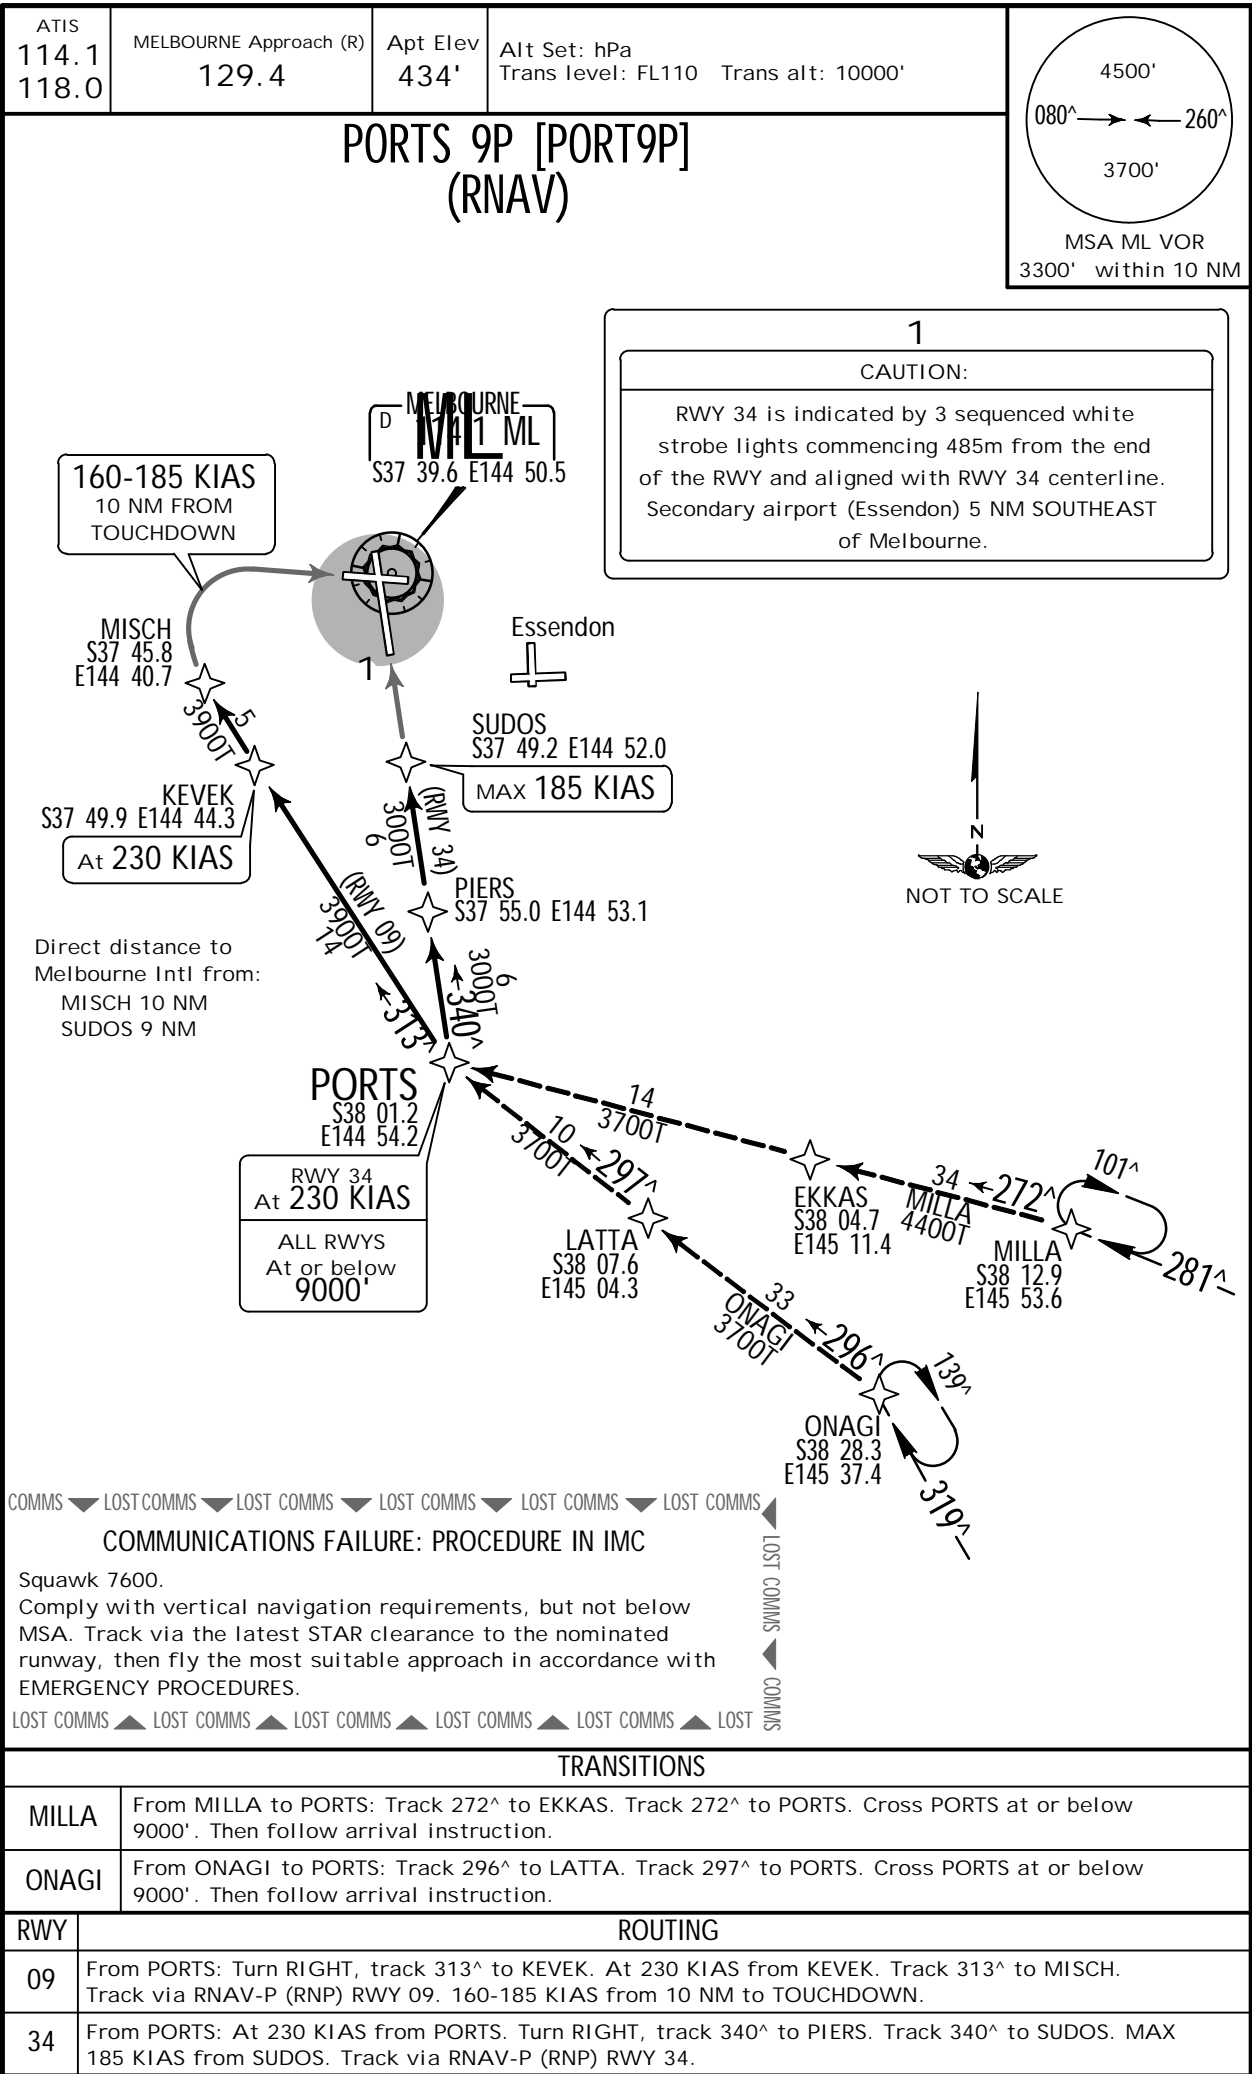 ATIS
114.1
118.0
MELBOURNE Approach (R)
129.4
Apt Elev
434'
Alt Set: hPa
Trans level: FL110 Trans alt: 10000'
4500'
080^ 260^
3700'
MSA ML VOR
3300' within 10 NM
PORTS 9P [PORT9P]
(RNAV)
1
CAUTION:
RWY 34 is indicated by 3 sequenced white
strobe lights commencing 485m from the end
of the RWY and aligned with RWY 34 centerline.
Secondary airport (Essendon) 5 NM SOUTHEAST
of Melbourne.
MELBOURNE
D 114.1 ML
ML
S37 39.6 E144 50.5
160-185 KIAS
10 NM FROM
TOUCHDOWN
MISCH
S37 45.8
E144 40.7
1
Essendon
5
3900T
SUDOS
S37 49.2 E144 52.0
MAX 185 KIAS
KEVEK
S37 49.9 E144 44.3
At 230 KIAS
(RWY 34)
3000T
6
N
NOT TO SCALE
PIERS
S37 55.0 E144 53.1
(RWY 09)
3900T
14
Direct distance to
Melbourne Intl from:
MISCH 10 NM
SUDOS 9 NM
6
3000T
340^
313^
PORTS
S38 01.2
E144 54.2
RWY 34
At 230 KIAS
ALL RWYS
At or below
9000'
14
3700T
10
3700T
297^
EKKAS
S38 04.7
E145 11.4
34
272^
MILLA
4400T
101^
MILLA
S38 12.9
E145 53.6
281^
LATTA
S38 07.6
E145 04.3
33
ONAGI
3700T
296^
139^
ONAGI
S38 28.3
E145 37.4
319^
COMMS LOST COMMS LOST COMMS LOST COMMS LOST COMMS LOST COMMS
LOST COMMS
COMMS
COMMUNICATIONS FAILURE: PROCEDURE IN IMC
Squawk 7600.
Comply with vertical navigation requirements, but not below
MSA. Track via the latest STAR clearance to the nominated
runway, then fly the most suitable approach in accordance with
EMERGENCY PROCEDURES.
LOST COMMS LOST COMMS LOST COMMS LOST COMMS LOST COMMS LOST
TRANSITIONS
MILLA
From MILLA to PORTS: Track 272^ to EKKAS. Track 272^ to PORTS. Cross PORTS at or below
9000'. Then follow arrival instruction.
ONAGI
From ONAGI to PORTS: Track 296^ to LATTA. Track 297^ to PORTS. Cross PORTS at or below
9000'. Then follow arrival instruction.
RWY ROUTING
09
From PORTS: Turn RIGHT, track 313^ to KEVEK. At 230 KIAS from KEVEK. Track 313^ to MISCH.
Track via RNAV-P (RNP) RWY 09. 160-185 KIAS from 10 NM to TOUCHDOWN.
34
From PORTS: At 230 KIAS from PORTS. Turn RIGHT, track 340^ to PIERS. Track 340^ to SUDOS. MAX
185 KIAS from SUDOS. Track via RNAV-P (RNP) RWY 34.